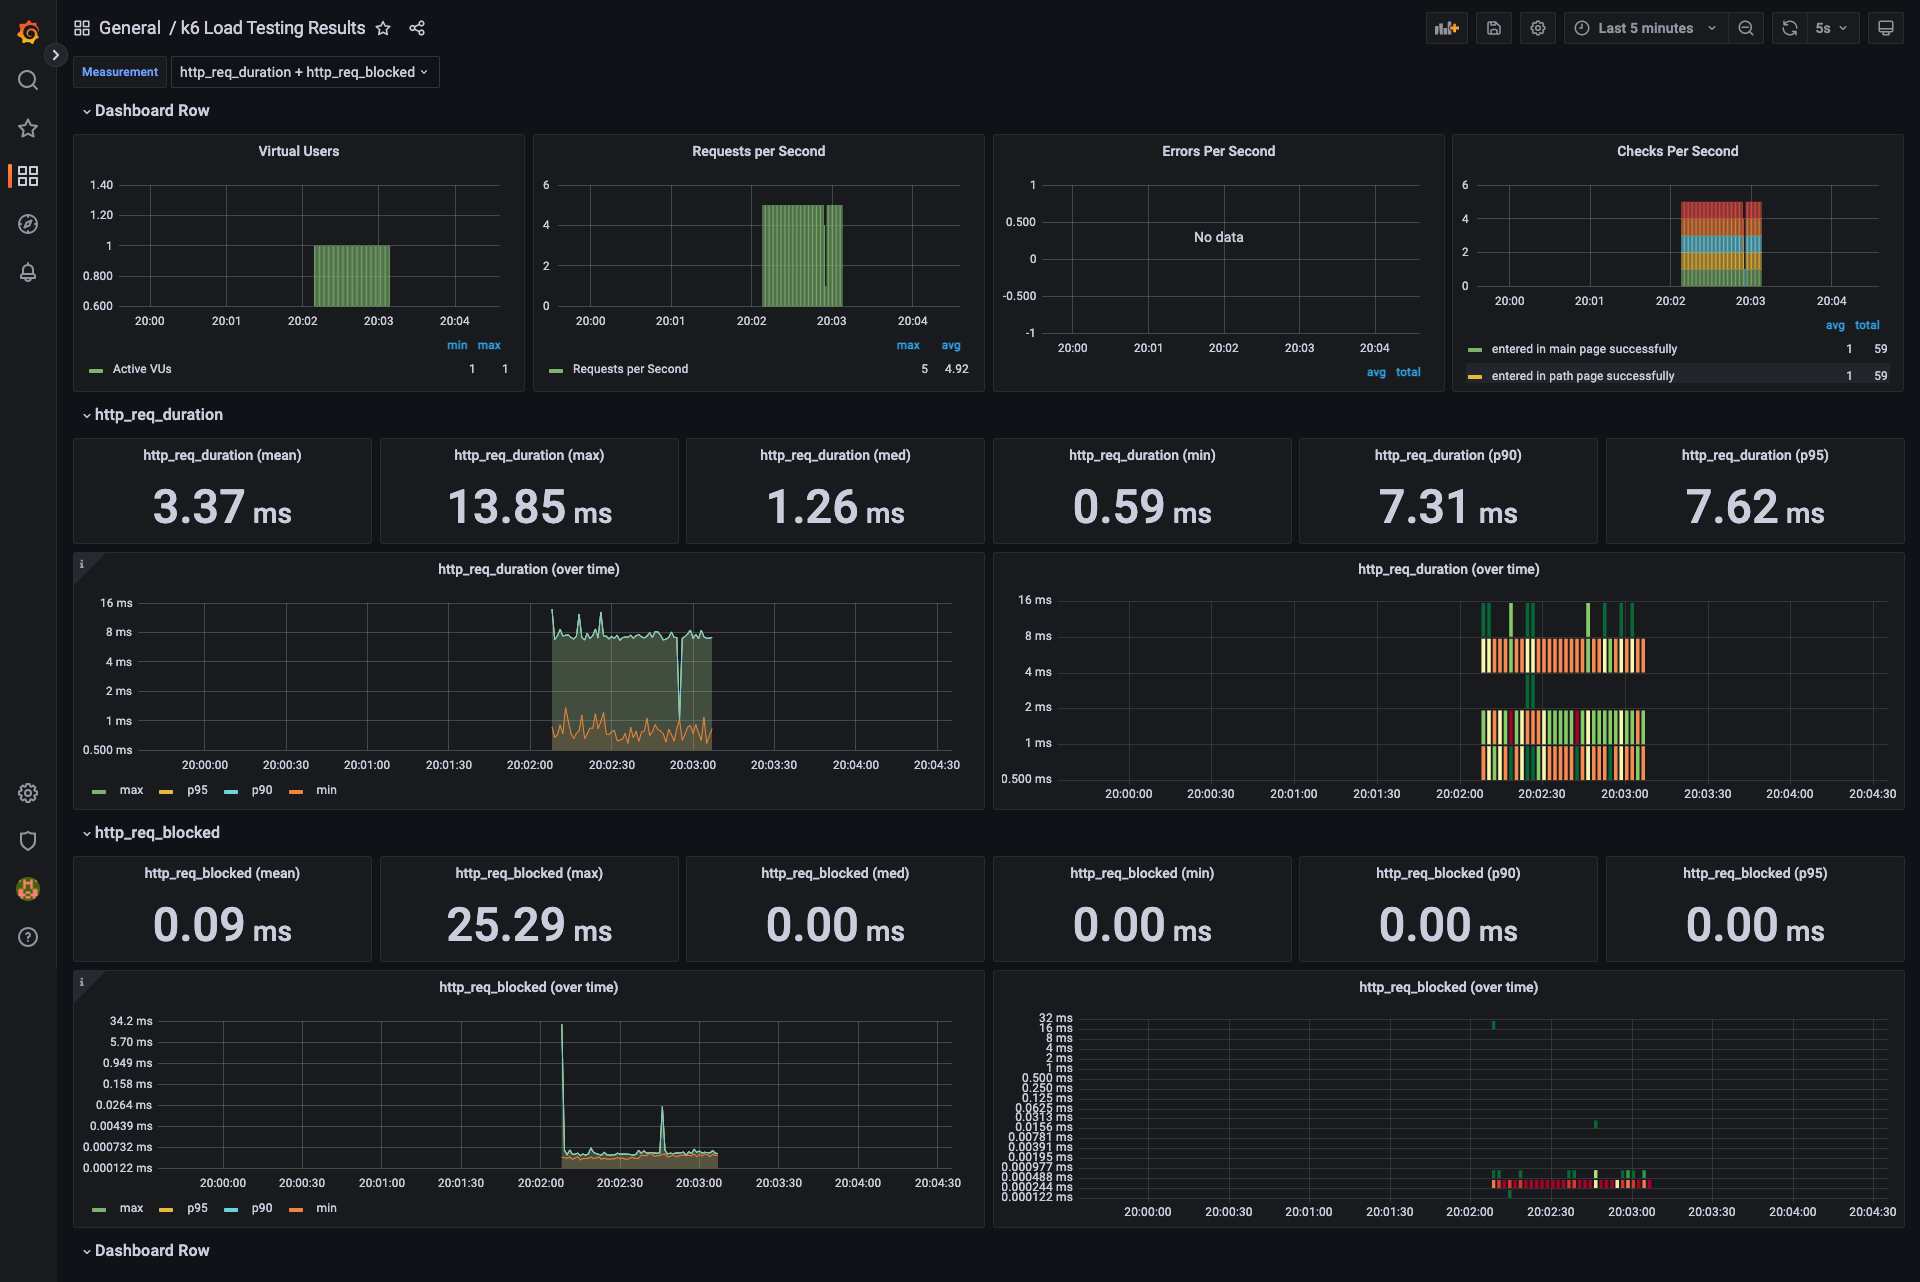 General / k6 Load Testing Results
Last 5 minutes
5s
Measurement
http_req_duration + http_req_blocked
Dashboard Row
Virtual Users
1.40
1.20
1
0.800
0.600
20:00 20:01 20:02 20:03 20:04
min max
Active VUs 1 1
Requests per Second
6
4
2
0
20:00 20:01 20:02 20:03 20:04
max avg
Requests per Second 5 4.92
Errors Per Second
1
0.500
0
-0.500
-1
No data
20:00 20:01 20:02 20:03 20:04
avg total
Checks Per Second
6
4
2
0
20:00 20:01 20:02 20:03 20:04
avg total
entered in main page successfully 1 59
entered in path page successfully 1 59
http_req_duration
http_req_duration (mean)
3.37 ms
http_req_duration (max)
13.85 ms
http_req_duration (med)
1.26 ms
http_req_duration (min)
0.59 ms
http_req_duration (p90)
7.31 ms
http_req_duration (p95)
7.62 ms
i
http_req_duration (over time)
16 ms
8 ms
4 ms
2 ms
1 ms
0.500 ms
20:00:00 20:00:30 20:01:00 20:01:30 20:02:00 20:02:30 20:03:00 20:03:30 20:04:00 20:04:30
max p95 p90 min
http_req_duration (over time)
16 ms
8 ms
4 ms
2 ms
1 ms
0.500 ms
20:00:00 20:00:30 20:01:00 20:01:30 20:02:00 20:02:30 20:03:00 20:03:30 20:04:00 20:04:30
http_req_blocked
http_req_blocked (mean)
0.09 ms
http_req_blocked (max)
25.29 ms
http_req_blocked (med)
0.00 ms
http_req_blocked (min)
0.00 ms
http_req_blocked (p90)
0.00 ms
http_req_blocked (p95)
0.00 ms
i
http_req_blocked (over time)
34.2 ms
5.70 ms
0.949 ms
0.158 ms
0.0264 ms
0.00439 ms
0.000732 ms
0.000122 ms
20:00:00 20:00:30 20:01:00 20:01:30 20:02:00 20:02:30 20:03:00 20:03:30 20:04:00 20:04:30
max p95 p90 min
http_req_blocked (over time)
32 ms
16 ms
8 ms
4 ms
2 ms
1 ms
0.500 ms
0.250 ms
0.125 ms
0.0625 ms
0.0313 ms
0.0156 ms
0.00781 ms
0.00391 ms
0.00195 ms
0.000977 ms
0.000488 ms
0.000244 ms
0.000122 ms
20:00:00 20:00:30 20:01:00 20:01:30 20:02:00 20:02:30 20:03:00 20:03:30 20:04:00 20:04:30
Dashboard Row